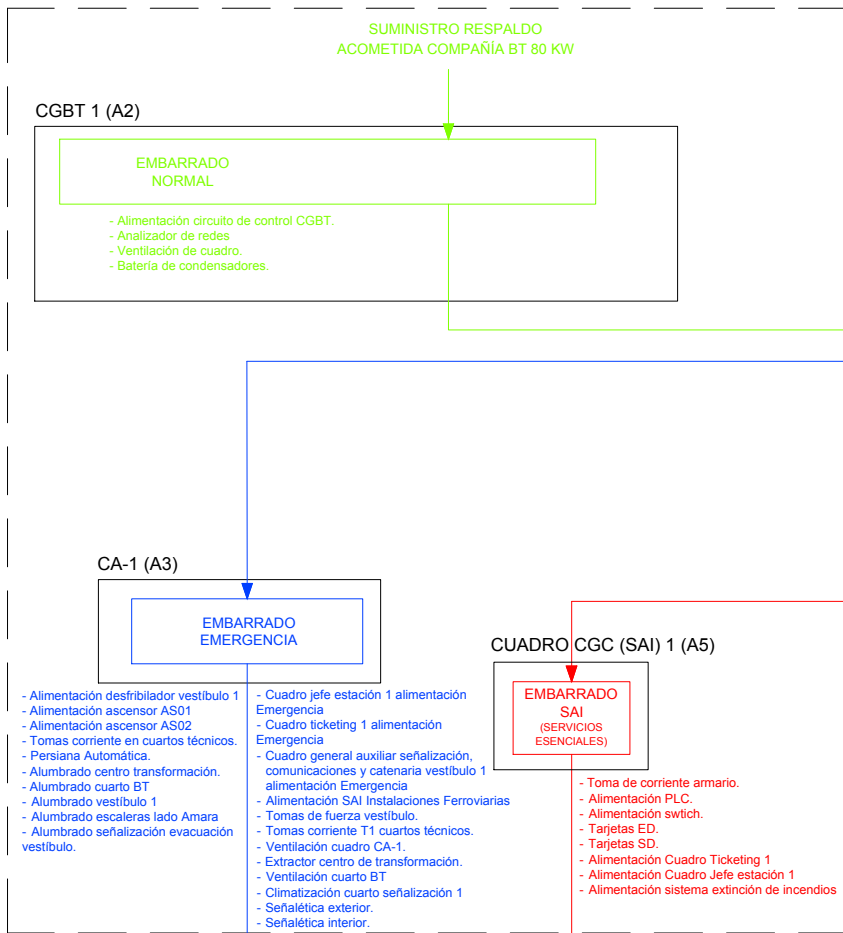 SUMINISTRO RESPALDO
ACOMETIDA COMPAÑÍA BT 80 KW
CGBT 1 (A2)
EMBARRADO
NORMAL
- Alimentación circuito de control CGBT.
- Analizador de redes
- Ventilación de cuadro.
- Batería de condensadores.
CA-1 (A3)
EMBARRADO
EMERGENCIA
- Alimentación desfribilador vestíbulo 1
- Alimentación ascensor AS01
- Alimentación ascensor AS02
- Tomas corriente en cuartos técnicos.
- Persiana Automática.
- Alumbrado centro transformación.
- Alumbrado cuarto BT
- Alumbrado vestíbulo 1
- Alumbrado escaleras lado Amara
- Alumbrado señalización evacuación
vestíbulo.
- Cuadro jefe estación 1 alimentación
Emergencia
- Cuadro ticketing 1 alimentación
Emergencia
- Cuadro general auxiliar señalización,
comunicaciones y catenaria vestíbulo 1
alimentación Emergencia
- Alimentación SAI Instalaciones Ferroviarias
- Tomas de fuerza vestíbulo.
- Tomas corriente T1 cuartos técnicos.
- Ventilación cuadro CA-1.
- Extractor centro de transformación.
- Ventilación cuarto BT
- Climatización cuarto señalización 1
- Señalética exterior.
- Señalética interior.
CUADRO CGC (SAI) 1 (A5)
EMBARRADO
SAI
(SERVICIOS
ESENCIALES)
- Toma de corriente armario.
- Alimentación PLC.
- Alimentación swtich.
- Tarjetas ED.
- Tarjetas SD.
- Alimentación Cuadro Ticketing 1
- Alimentación Cuadro Jefe estación 1
- Alimentación sistema extinción de incendios